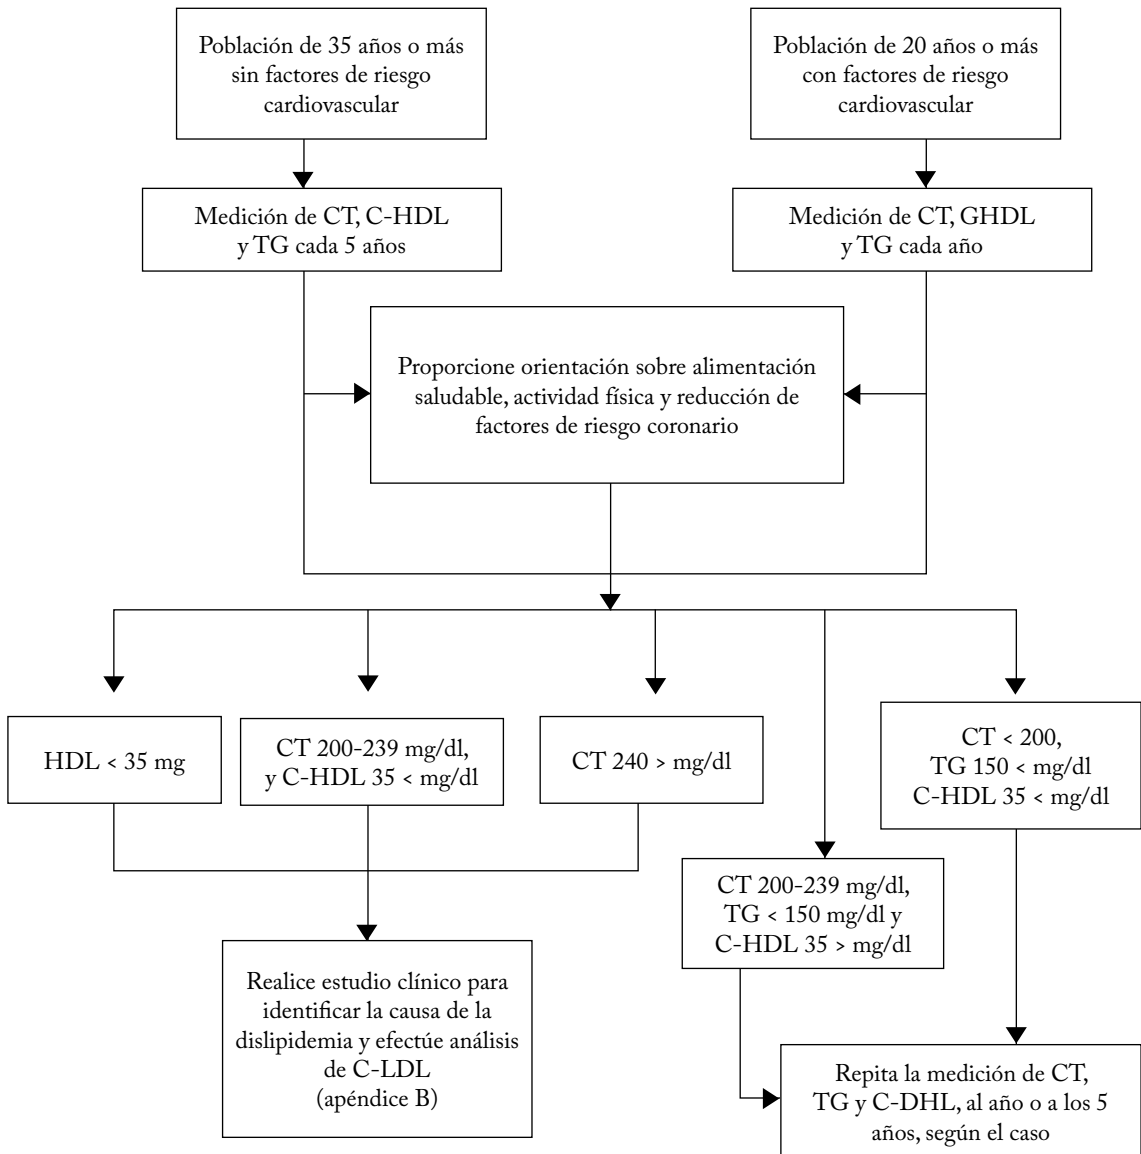 Población de 35 años o más
sin factores de riesgo
cardiovascular
Población de 20 años o más
con factores de riesgo
cardiovascular
Medición de CT, C-HDL
y TG cada 5 años
Medición de CT, GHDL
y TG cada año
Proporcione orientación sobre alimentación
saludable, actividad física y reducción de
factores de riesgo coronario
HDL < 35 mg
CT 200-239 mg/dl,
y C-HDL 35 < mg/dl
CT 240 > mg/dl
CT < 200,
TG 150 < mg/dl
C-HDL 35 < mg/dl
CT 200-239 mg/dl,
TG < 150 mg/dl y
C-HDL 35 > mg/dl
Realice estudio clínico para
identificar la causa de la
dislipidemia y efectúe análisis
de C-LDL
(apéndice B)
Repita la medición de CT,
TG y C-DHL, al año o a los 5
años, según el caso